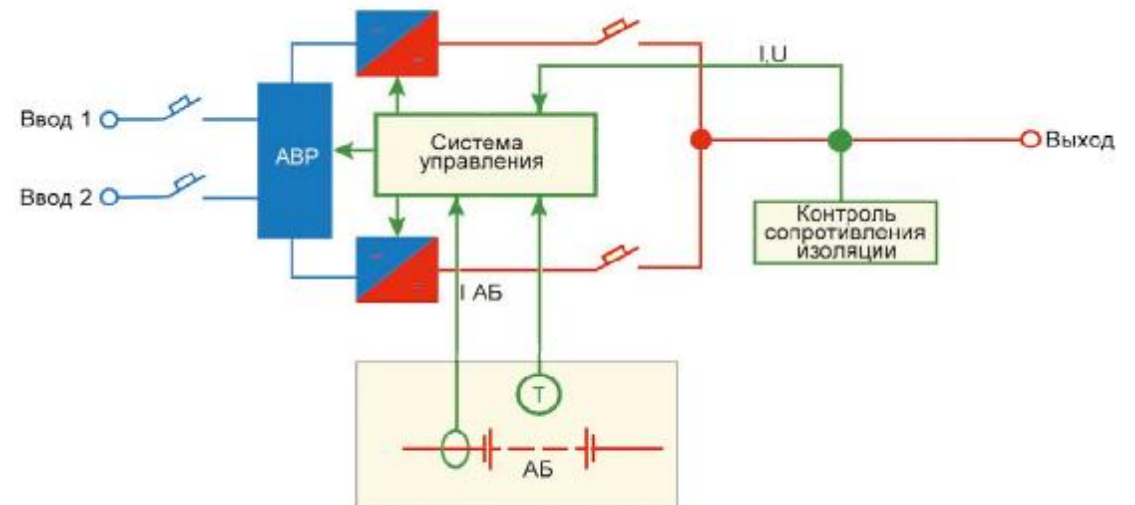 I,U
Ввод 1
АВР
Система
управления
Выход
Ввод 2
Контроль
сопротивления
изоляции
I АБ
T
АБ